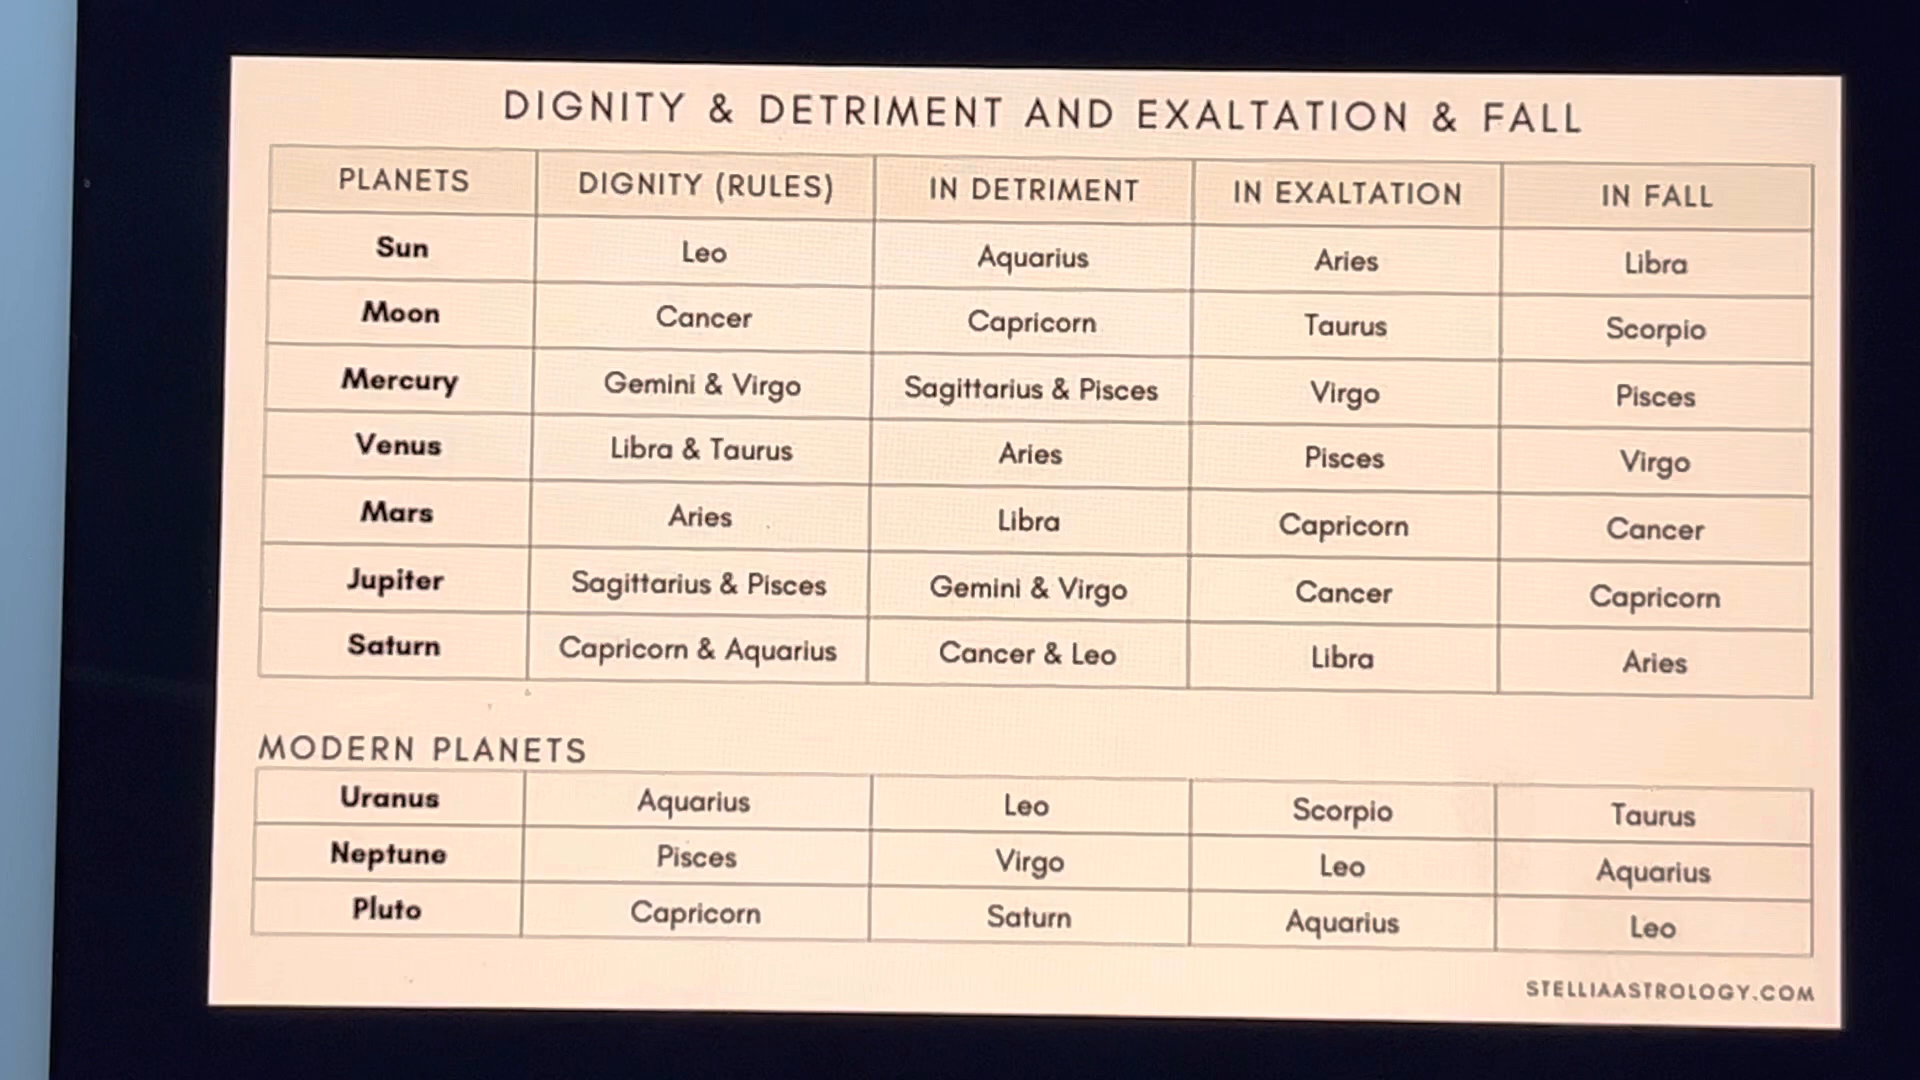 DIGNITY & DETRIMENT AND EXALTATION & FALL
PLANETS DIGNITY (RULES) IN DETRIMENT IN EXALTATION IN FALL
Sun Leo Aquarius Aries Libra
Moon Cancer Capricorn Taurus Scorpio
Mercury Gemini & Virgo Sagittarius & Pisces Virgo Pisces
Venus Libra & Taurus Aries Pisces Virgo
Mars Aries Libra Capricorn Cancer
Jupiter Sagittarius & Pisces Gemini & Virgo Cancer Capricorn
Saturn Capricorn & Aquarius Cancer & Leo Libra Aries
MODERN PLANETS
Uranus Aquarius Leo Scorpio Taurus
Neptune Pisces Virgo Leo Aquarius
Pluto Capricorn Saturn Aquarius Leo
STELLIAASTROLOGY.COM